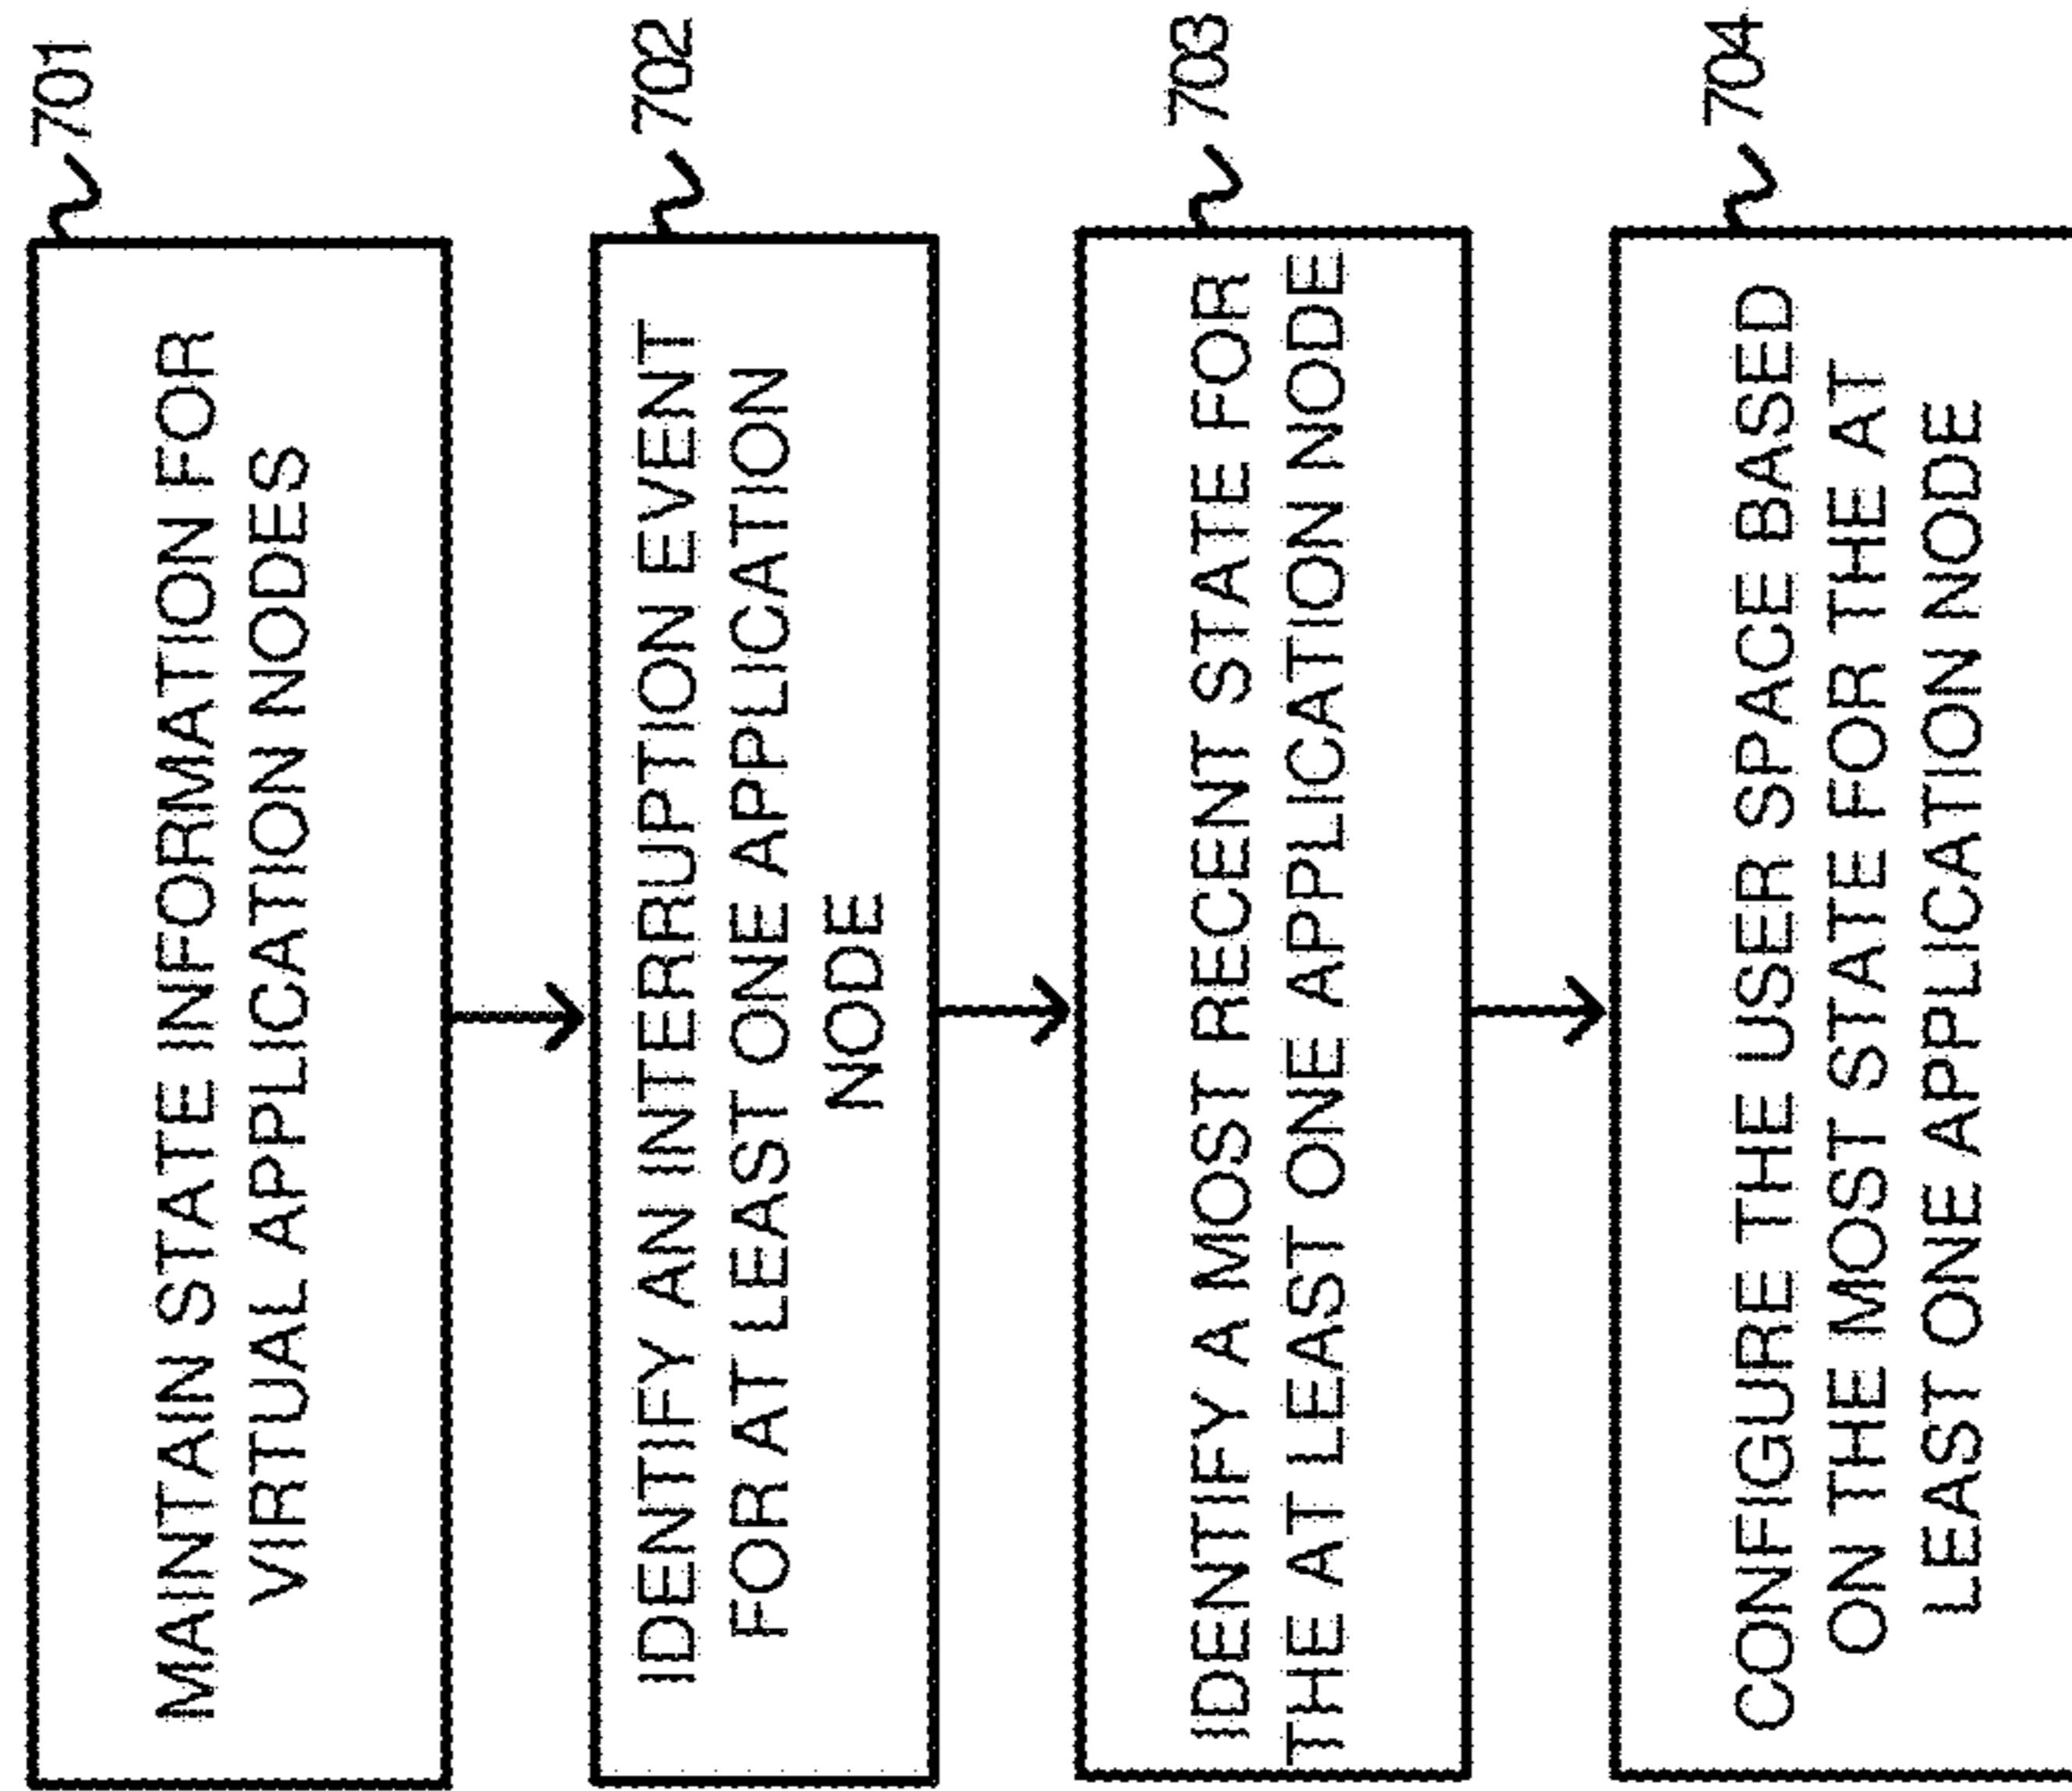 MAINTAIN STATE INFORMATION FOR
VIRTUAL APPLICATION NODES
701
IDENTIFY AN INTERRUPTION EVENT
FOR AT LEAST ONE APPLICATION
NODE
702
IDENTIFY A MOST RECENT STATE FOR
THE AT LEAST ONE APPLICATION NODE
703
CONFIGURE THE USER SPACE BASED
ON THE MOST STATE FOR THE AT
LEAST ONE APPLICATION NODE
704